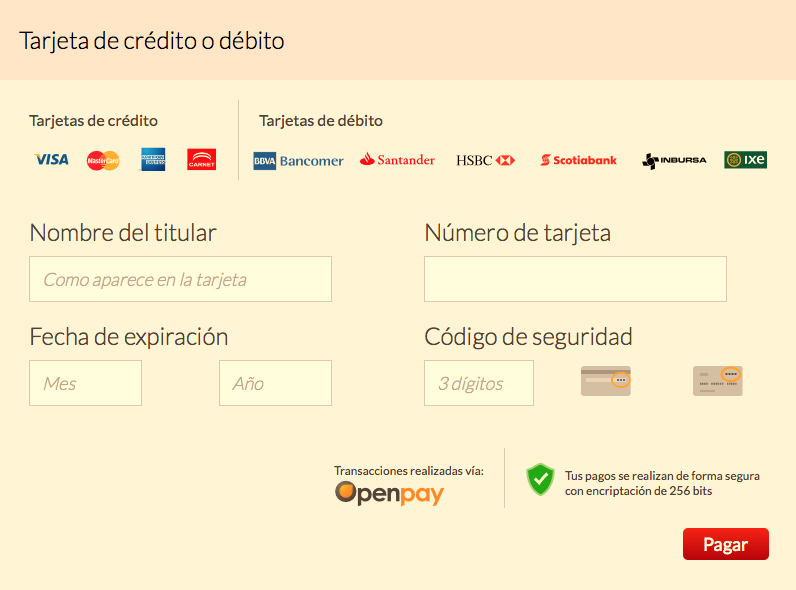 Tarjeta de crédito o débito
Tarjetas de crédito
Tarjetas de débito
VISA MasterCard AMERICAN EXPRESS CARNET BBVA Bancomer Santander HSBC Scotiabank INBURSA IXE
Nombre del titular
Número de tarjeta
Como aparece en la tarjeta
Fecha de expiración
Código de seguridad
Mes
Año
3 dígitos
Transacciones realizadas vía:
Openpay
Tus pagos se realizan de forma segura
con encriptación de 256 bits
Pagar